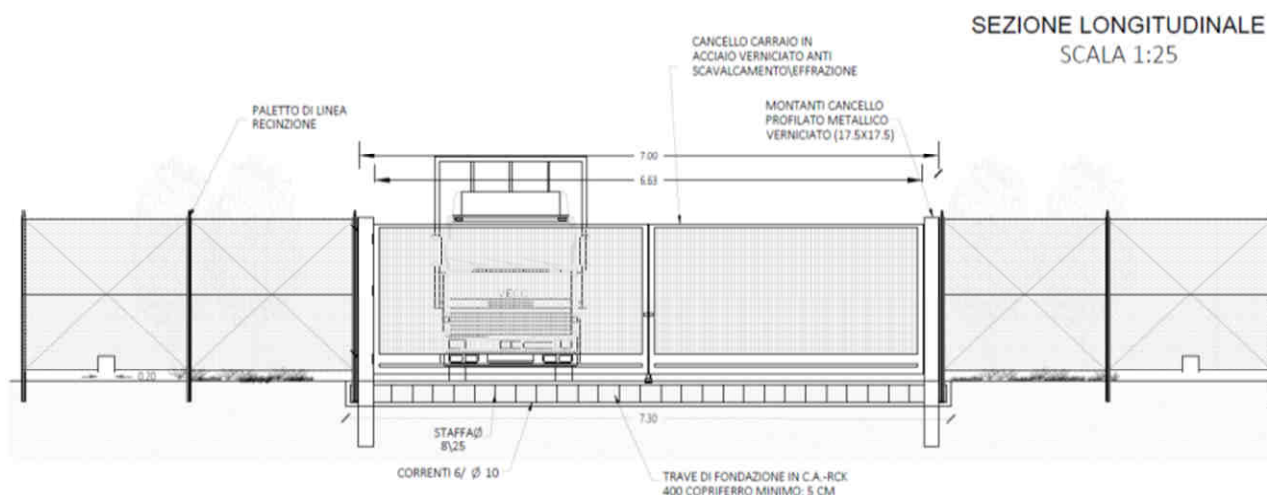 SEZIONE LONGITUDINALE
SCALA 1:25
CANCELLO CARRAIO IN
ACCIAIO VERNICIATO ANTI
SCAVALCAMENTO\EFFRAZIONE
PALETTO DI LINEA
RECINZIONE
MONTANTI CANCELLO
PROFILATO METALLICO
VERNICIATO (17.5X17.5)
7.00
6.63
0.20
7.30
STAFFAØ
8\25
CORRENTI 6/ Ø 10
TRAVE DI FONDAZIONE IN C.A.-RCK
400 COPRIFERRO MINIMO: 5 CM